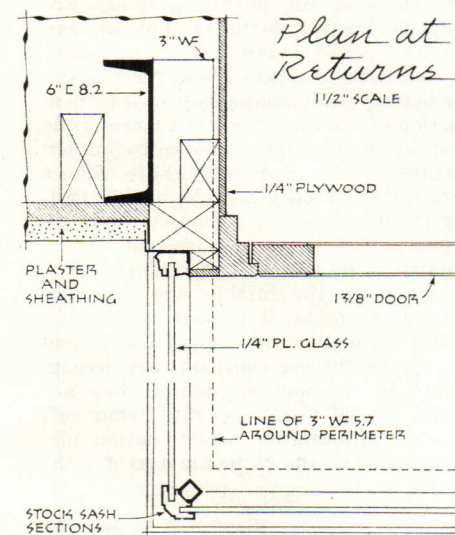 Plan at
Returns
1 1/2" SCALE
3" WF
6" [ 8.2
1/4" PLYWOOD
PLASTER
AND
SHEATHING
1 3/8" DOOR
1/4" PL. GLASS
LINE OF 3" WF 5.7
AROUND PERIMETER
STOCK SASH
SECTIONS